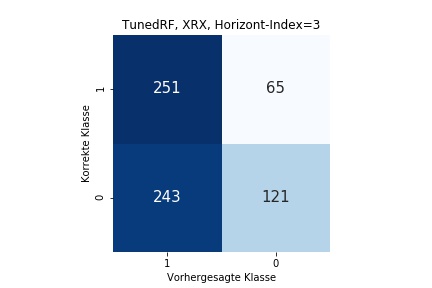 TunedRF, XRX, Horizont-Index=3
Korrekte Klasse
1
251
65
0
243
121
1
0
Vorhergesagte Klasse